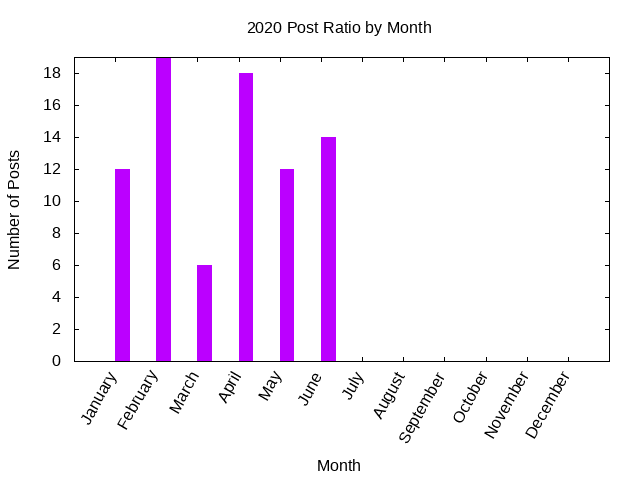 2020 Post Ratio by Month
Number of Posts
18
16
14
12
10
8
6
4
2
0
January
February
March
April
May
June
July
August
September
October
November
December
Month